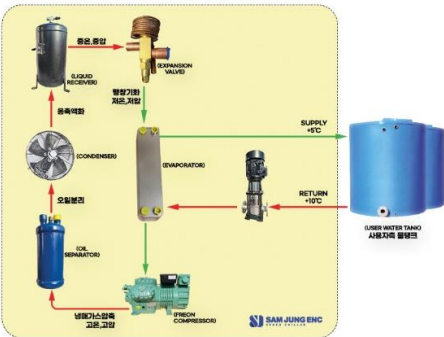 중온,중압
(LIQUID
RECEIVER)
(EXPANSION
VALVE)
팽창기화
저온,저압
응축액화
SUPPLY
+5℃
(CONDENSER)
(EVAPORATOR)
RETURN
+10℃
오일분리
(USER WATER TANK)
사용자측 물탱크
(OIL
SEPARATOR)
냉매가스압축
고온,고압
(FREON
COMPRESSOR)
SAM JUNG ENC